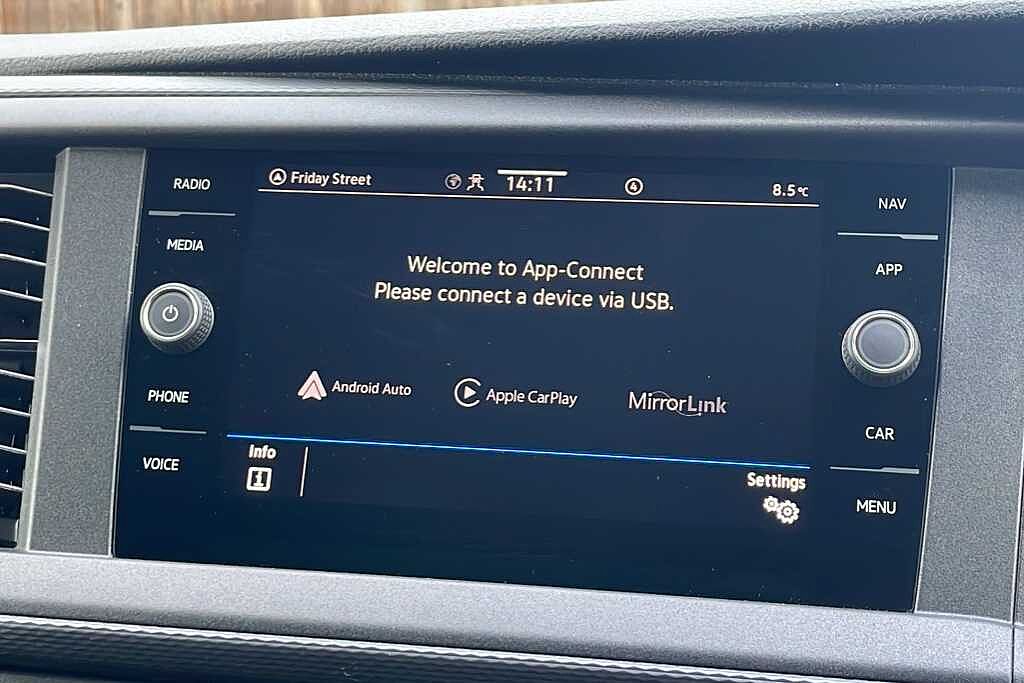 RADIO
MEDIA
PHONE
VOICE
Friday Street
14:11
4
8.5°C
Welcome to App-Connect
Please connect a device via USB.
Android Auto
Apple CarPlay
MirrorLink
Info
i
Settings
NAV
APP
CAR
MENU